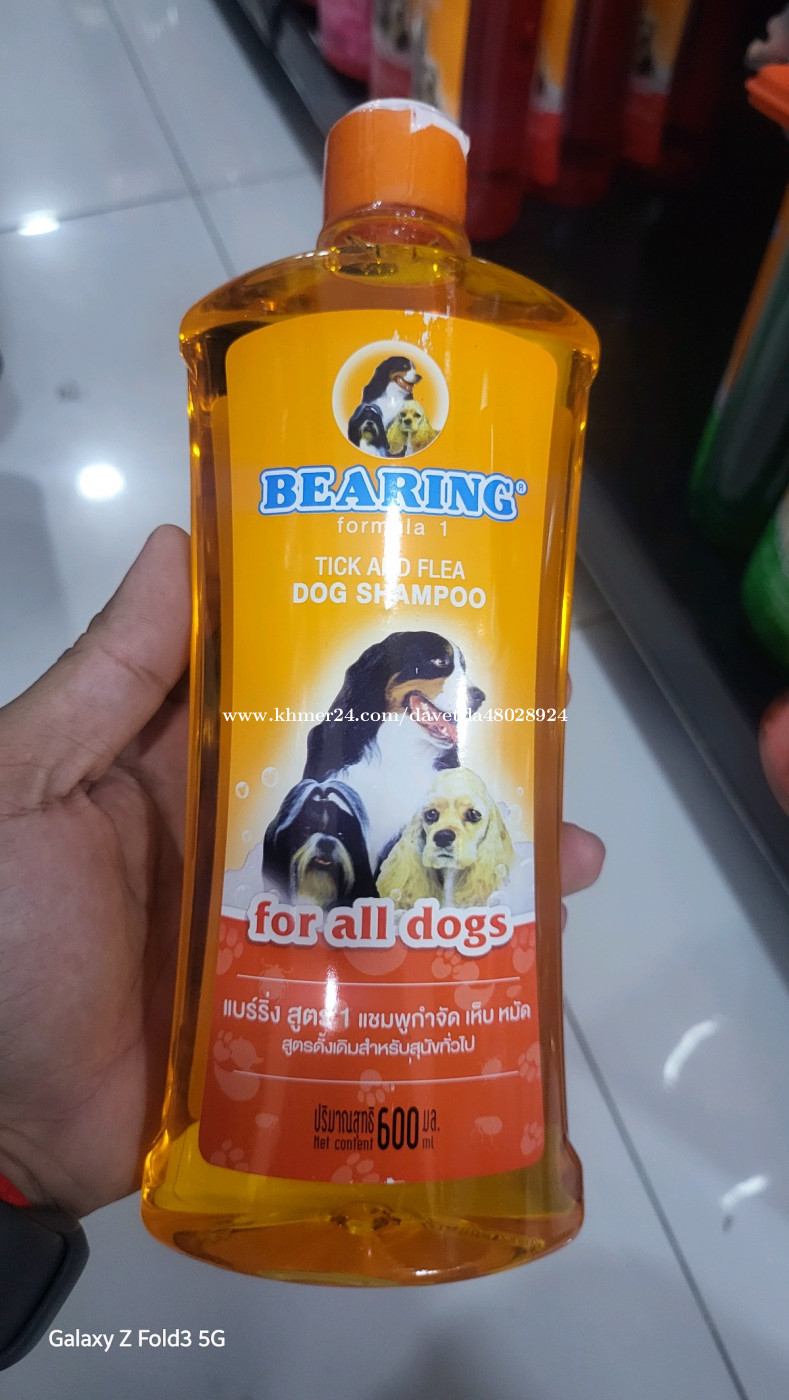 BEARING®
formula 1
TICK AND FLEA
DOG SHAMPOO
www.khmer24.com/davetda48028924
for all dogs
แบร์ริ่ง สูตร 1 แชมพูกำจัด เห็บ หมัด
สูตรดั้งเดิมสำหรับสุนัขทั่วไป
ปริมาณสุทธิ 600 มล.
Net content ml
Galaxy Z Fold3 5G